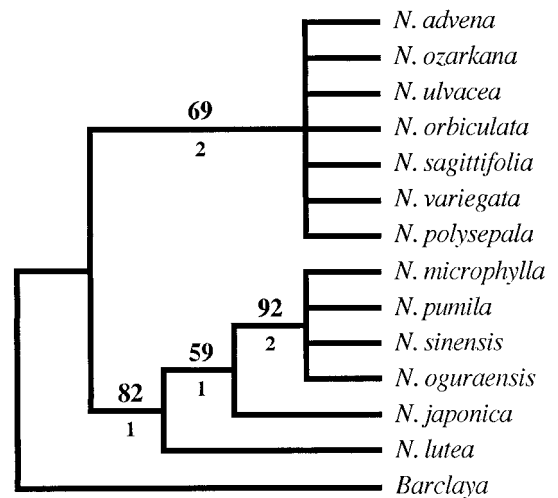 N. advena
N. ozarkana
N. ulvacea
69
N. orbiculata
2
N. sagittifolia
N. variegata
N. polysepala
N. microphylla
92
N. pumila
2
N. sinensis
59
1
N. oguraensis
82
1
N. japonica
N. lutea
Barclaya